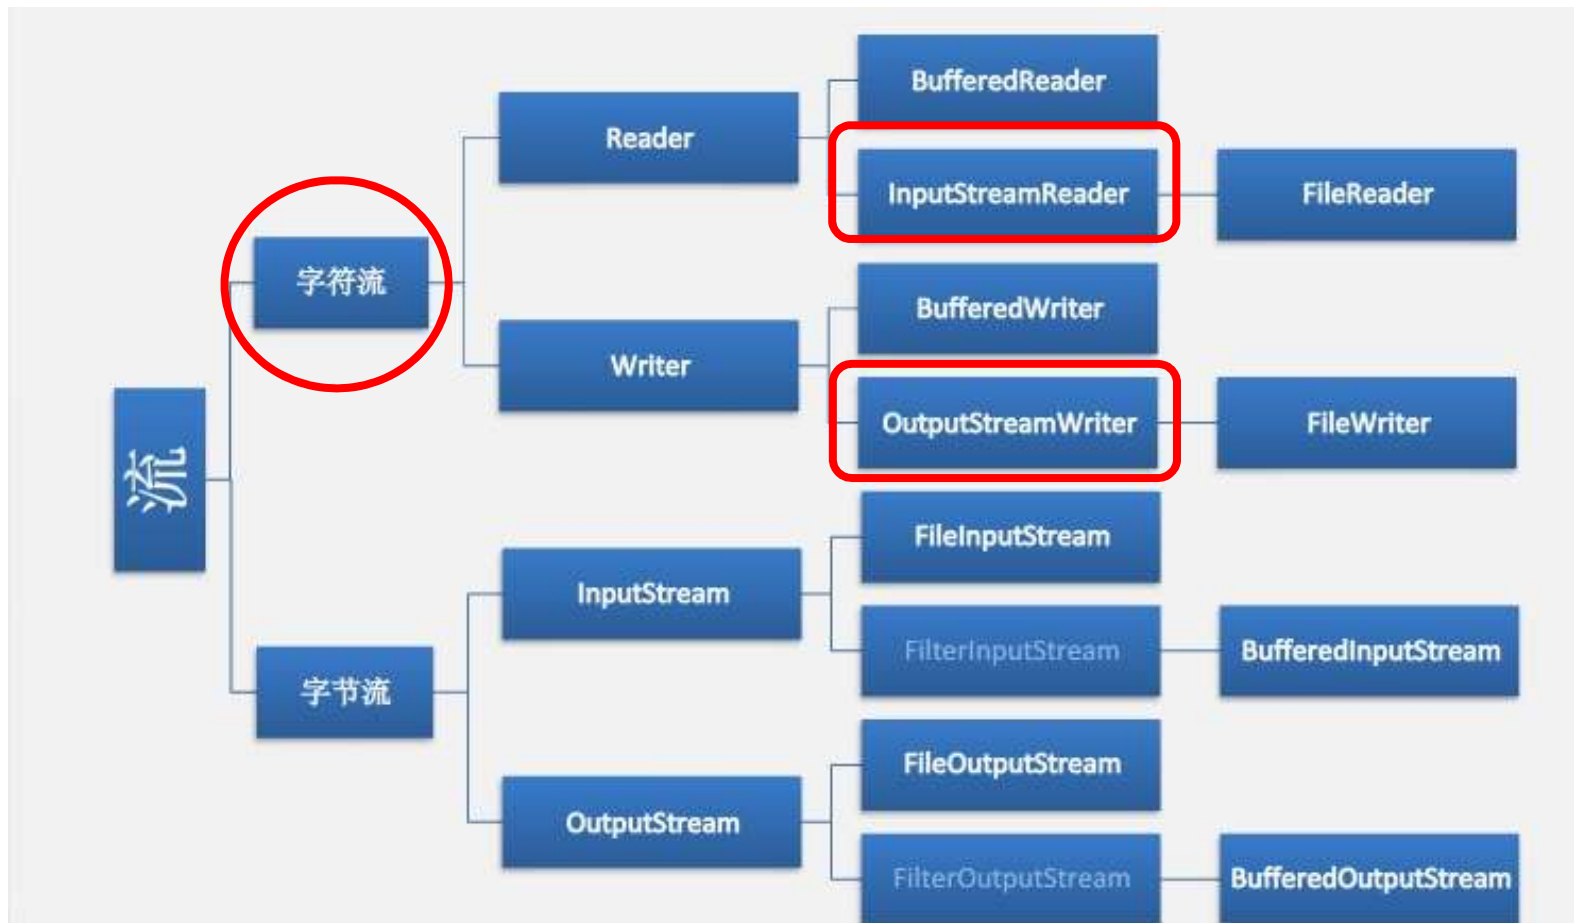 BufferedReader
Reader
InputStreamReader
FileReader
字符流
BufferedWriter
Writer
OutputStreamWriter
FileWriter
流
FileInputStream
InputStream
FilterInputStream
BufferedInputStream
字节流
FileOutputStream
OutputStream
FilterOutputStream
BufferedOutputStream